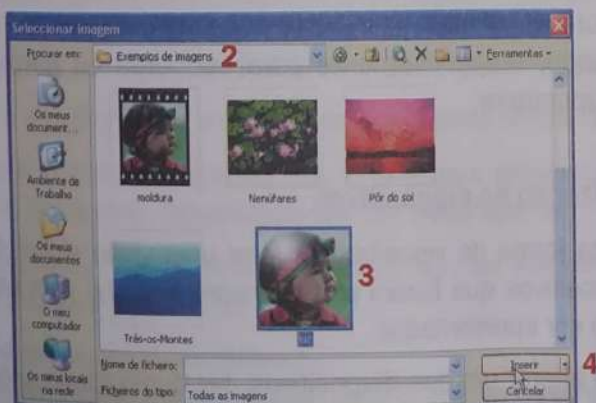 Seleccionar imagem
Procurar em: Exemplos de imagens 2 Ferramentas
Os meus
document...
Ambiente de
Trabalho
Os meus
documentos
O meu
computador
Os meus locais
na rede
moldura
Nenúfares
Pôr do sol
Trás-os-Montes
3
Nome de ficheiro:
Inserir
4
Ficheiros do tipo: Todas as imagens
Cancelar